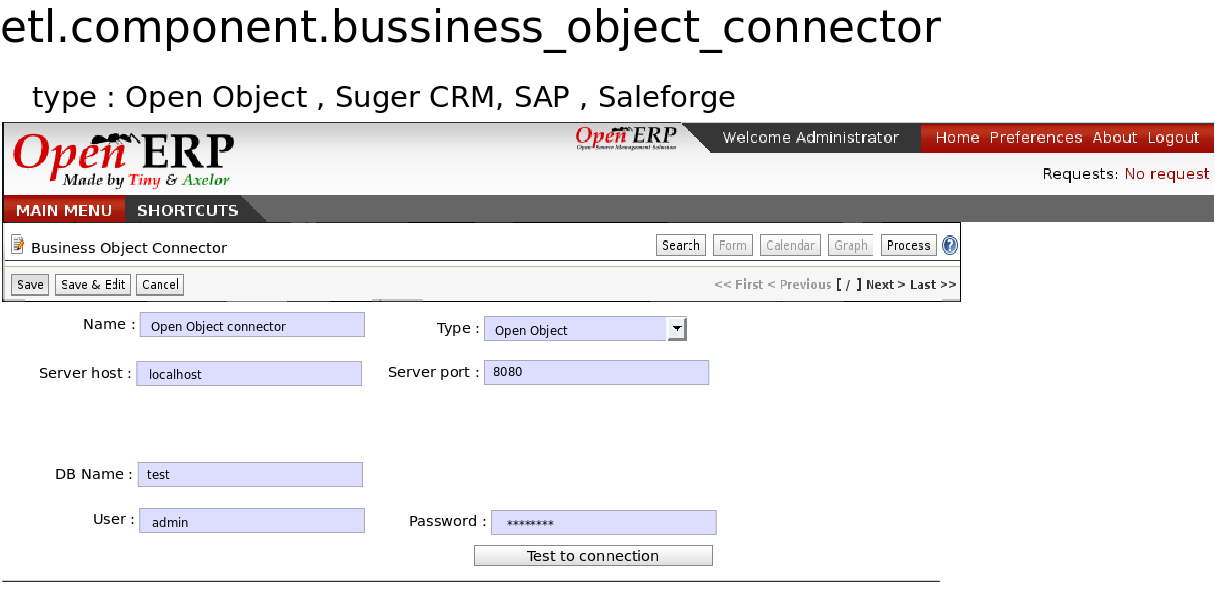 etl.component.bussiness_object_connector
type : Open Object , Suger CRM, SAP , Saleforge
Open ERP
Made by Tiny & Axelor
Open ERP
Open Source Management Solution
Welcome Administrator
Home Preferences About Logout
Requests: No request
MAIN MENU SHORTCUTS
Business Object Connector
Search Form Calendar Graph Process ?
Save Save & Edit Cancel
<< First < Previous [ / ] Next > Last >>
Name : Open Object connector
Type : Open Object
Server host : localhost
Server port : 8080
DB Name : test
User : admin
Password : ********
Test to connection